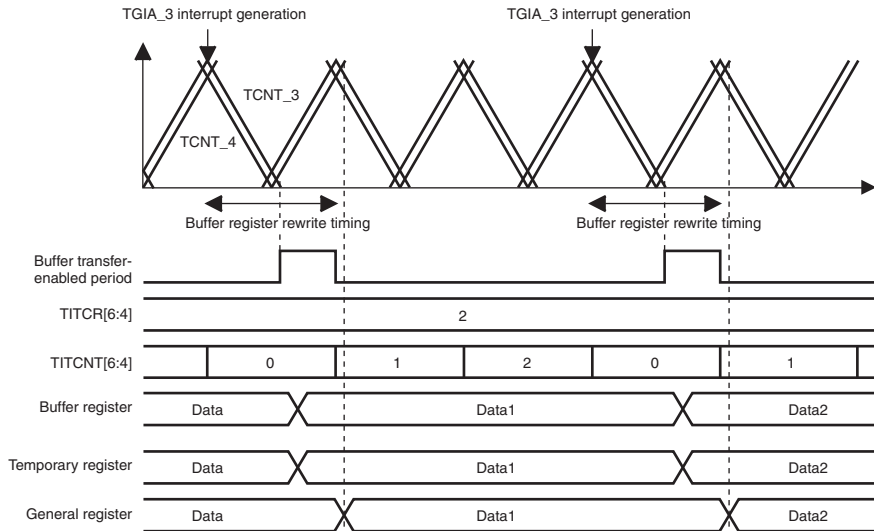 TGIA_3 interrupt generation
TGIA_3 interrupt generation
TCNT_3
TCNT_4
Buffer register rewrite timing
Buffer register rewrite timing
Buffer transfer-
enabled period
TITCR[6:4]
2
TITCNT[6:4]
0
1
2
0
1
Buffer register
Data
Data1
Data2
Temporary register
Data
Data1
Data2
General register
Data
Data1
Data2